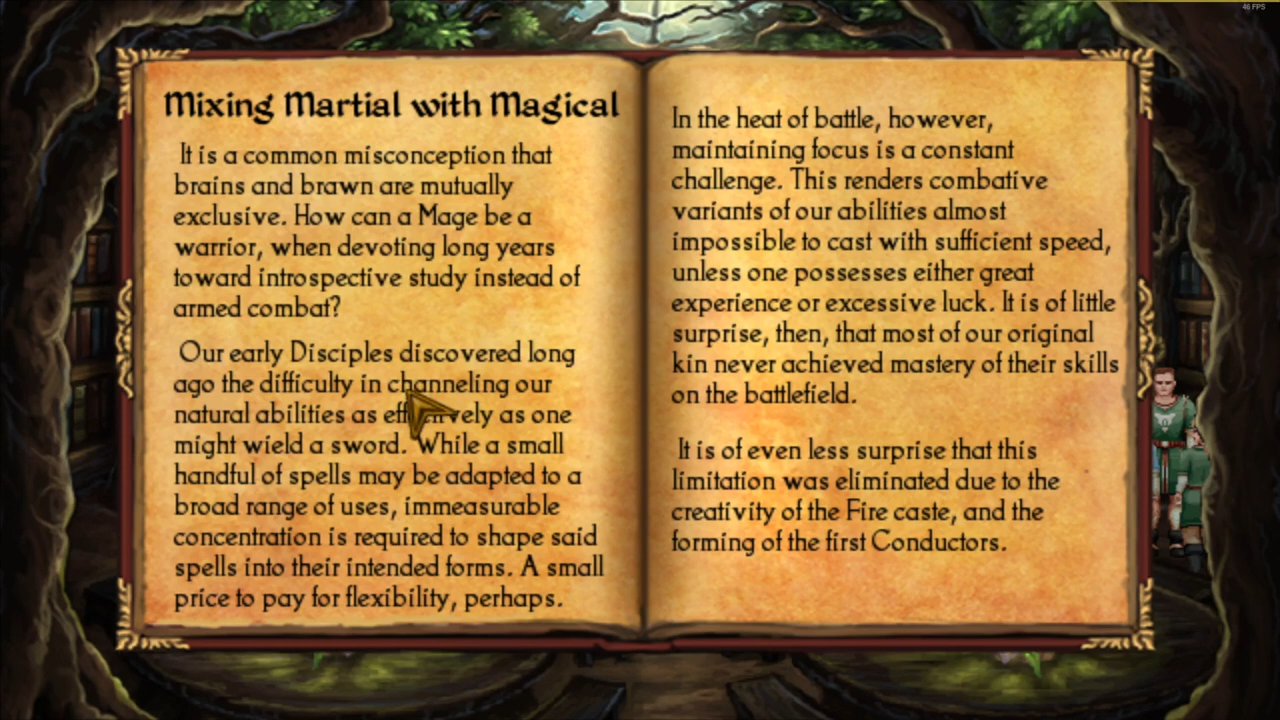 46 FPS
Mixing Martial with Magical
It is a common misconception that
brains and brawn are mutually
exclusive. How can a Mage be a
warrior, when devoting long years
toward introspective study instead of
armed combat?
Our early Disciples discovered long
ago the difficulty in channeling our
natural abilities as effectively as one
might wield a sword. While a small
handful of spells may be adapted to a
broad range of uses, immeasurable
concentration is required to shape said
spells into their intended forms. A small
price to pay for flexibility, perhaps.
In the heat of battle, however,
maintaining focus is a constant
challenge. This renders combative
variants of our abilities almost
impossible to cast with sufficient speed,
unless one possesses either great
experience or excessive luck. It is of little
surprise, then, that most of our original
kin never achieved mastery of their skills
on the battlefield.
It is of even less surprise that this
limitation was eliminated due to the
creativity of the Fire caste, and the
forming of the first Conductors.